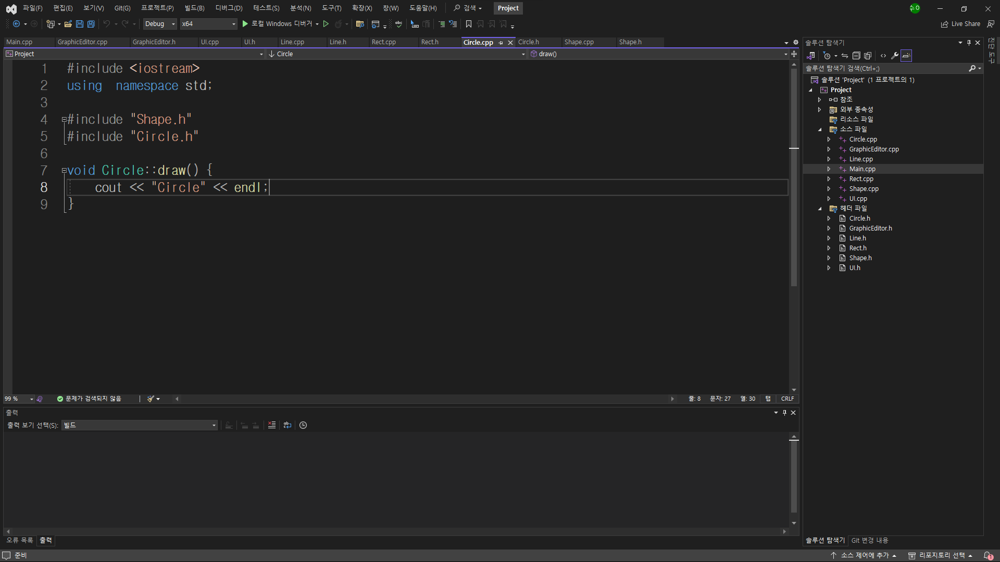 파일(F) 편집(E) 보기(V) Git(G) 프로젝트(P) 빌드(B) 디버그(D) 테스트(S) 분석(N) 도구(T) 확장(X) 창(W) 도움말(H) 검색 Project
Debug x64 로컬 Windows 디버거 Live Share
Main.cpp GraphicEditor.cpp GraphicEditor.h UI.cpp UI.h Line.cpp Line.h Rect.cpp Rect.h Circle.cpp Circle.h Shape.cpp Shape.h
Project Circle draw()
1 #include <iostream>
2 using  namespace std;
3
4 #include "Shape.h"
5 #include "Circle.h"
6
7 void Circle::draw() {
8 cout << "Circle" << endl;
9 }
99 % 문제가 검색되지 않음 줄: 8 문자: 27 열: 30 탭 CRLF
출력
출력 보기 선택(S): 빌드
오류 목록 출력
솔루션 탐색기
솔루션 탐색기 검색(Ctrl+;)
솔루션 'Project' (1 프로젝트의 1)
Project
참조
외부 종속성
리소스 파일
소스 파일
Circle.cpp
GraphicEditor.cpp
Line.cpp
Main.cpp
Rect.cpp
Shape.cpp
UI.cpp
헤더 파일
Circle.h
GraphicEditor.h
Line.h
Rect.h
Shape.h
UI.h
솔루션 탐색기 Git 변경 내용
진단 도구
준비 소스 제어에 추가 리포지토리 선택 1